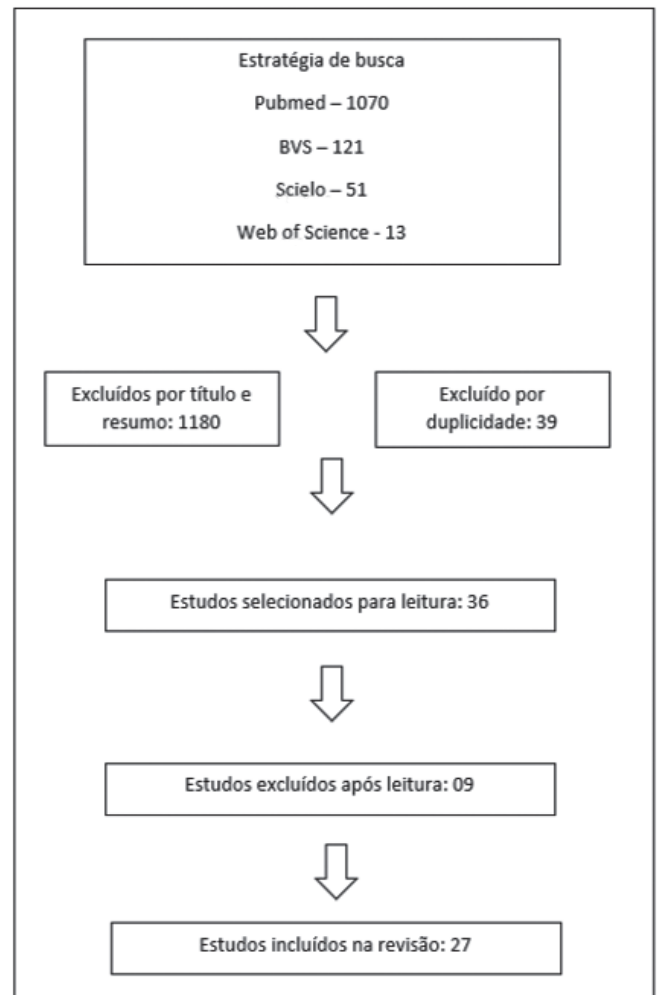 Estratégia de busca
Pubmed – 1070
BVS – 121
Scielo – 51
Web of Science - 13
Excluídos por título e
resumo: 1180
Excluído por
duplicidade: 39
Estudos selecionados para leitura: 36
Estudos excluídos após leitura: 09
Estudos incluídos na revisão: 27